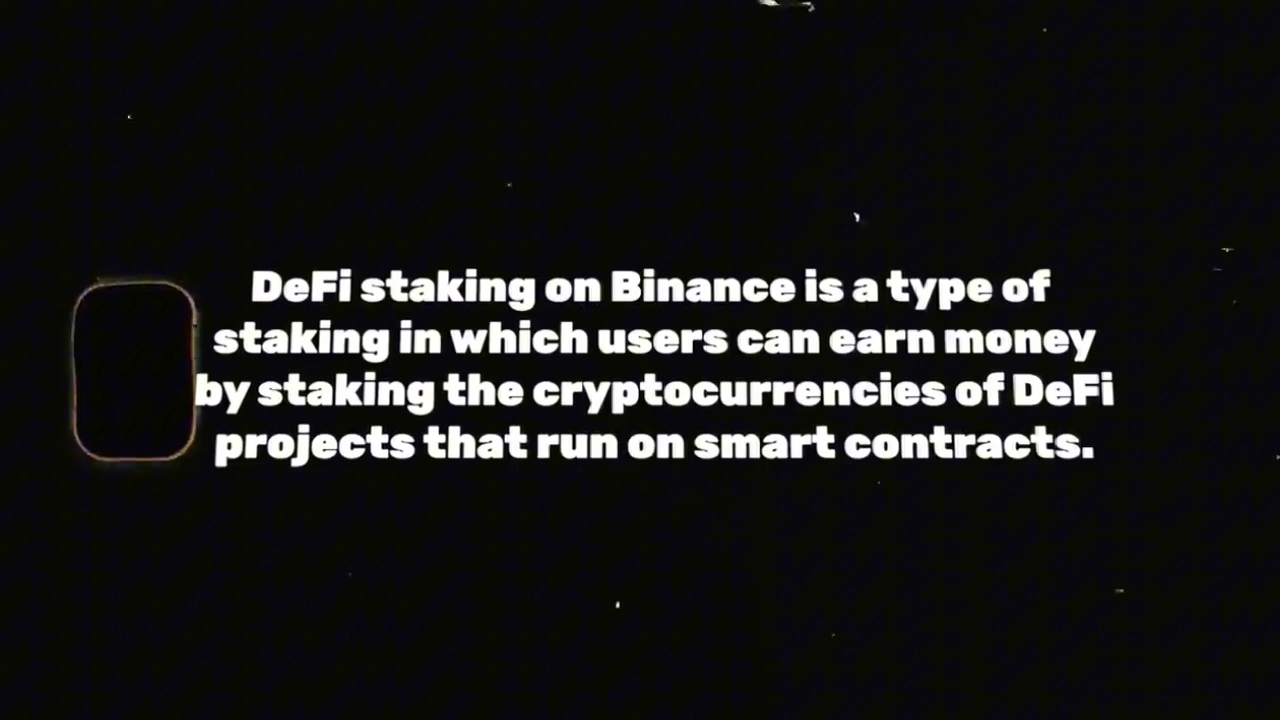 DeFi staking on Binance is a type of
staking in which users can earn money
by staking the cryptocurrencies of DeFi
projects that run on smart contracts.